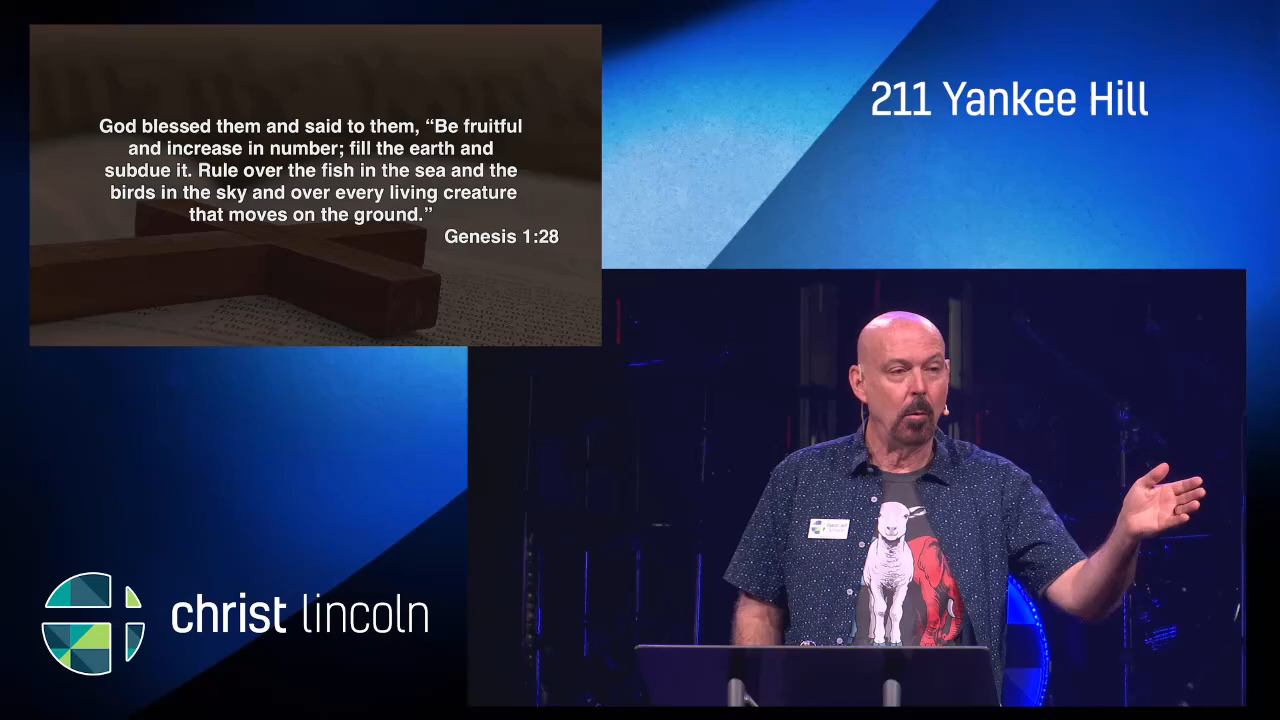 God blessed them and said to them, “Be fruitful
and increase in number; fill the earth and
subdue it. Rule over the fish in the sea and the
birds in the sky and over every living creature
that moves on the ground.”
Genesis 1:28
211 Yankee Hill
christ lincoln